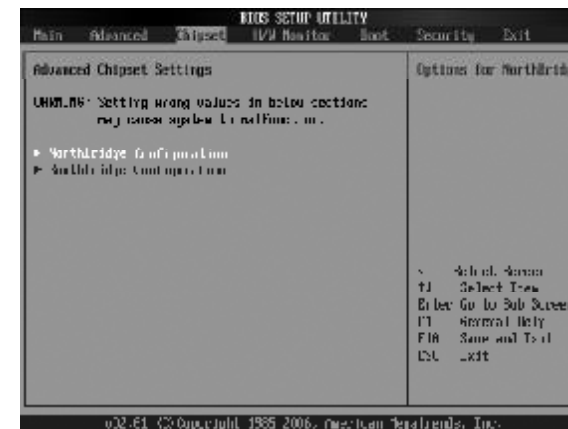 BIOS SETUP UTILITY
Main Advanced Chipset H/W Monitor Boot Security Exit
Advanced Chipset Settings
Options for NorthBrid
WARNING: Setting wrong values in below sections
may cause system to malfunction.
NorthBridge Configuration
SouthBridge Configuration
Select Screen
↑↓ Select Item
Enter Go to Sub Scree
F1 General Help
F10 Save and Exit
ESC Exit
v02.61 (C) Copyright 1985-2006, American Megatrends, Inc.